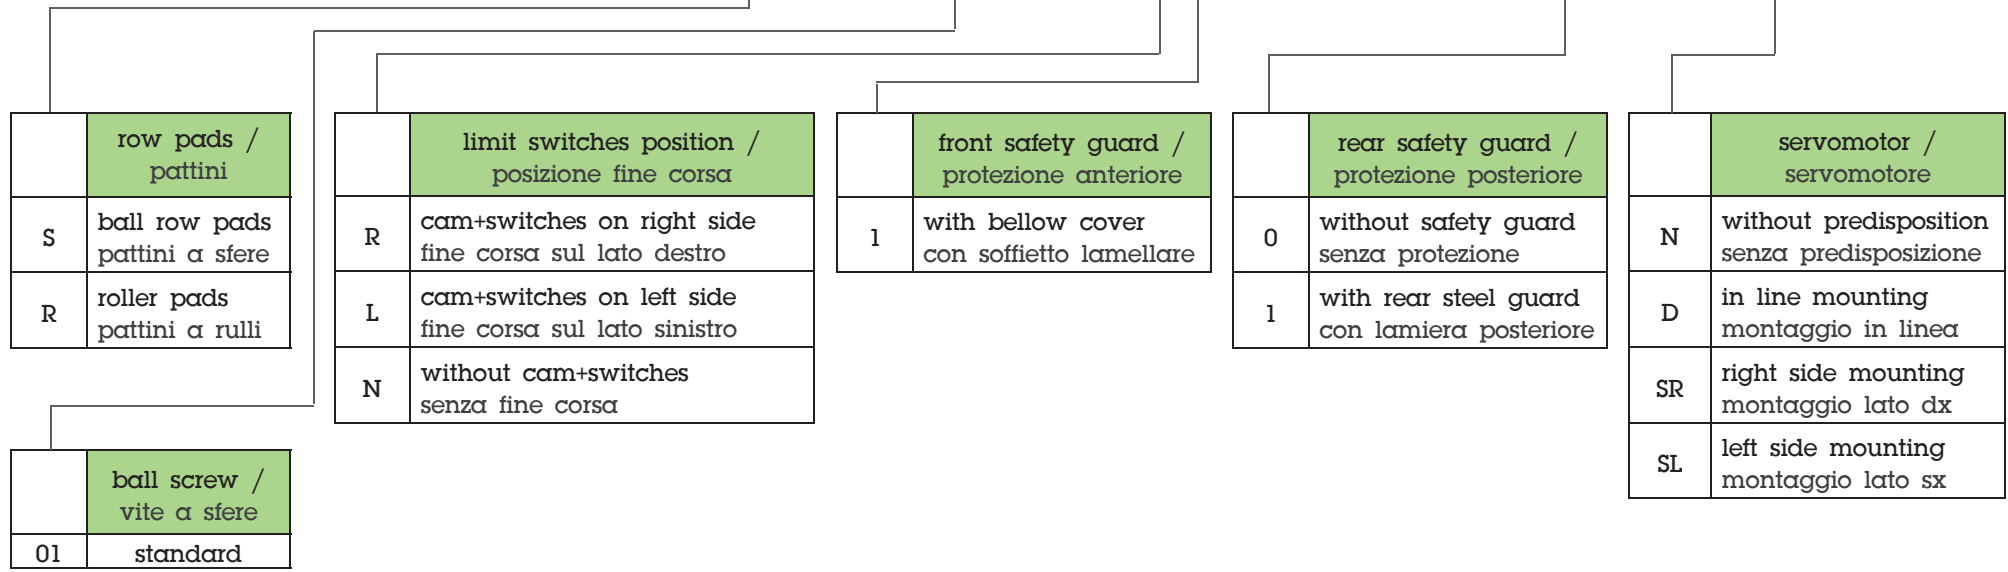 row pads /
pattini
S
ball row pads
pattini a sfere
R
roller pads
pattini a rulli
ball screw /
vite a sfere
01
standard
limit switches position /
posizione fine corsa
R
cam+switches on right side
fine corsa sul lato destro
L
cam+switches on left side
fine corsa sul lato sinistro
N
without cam+switches
senza fine corsa
front safety guard /
protezione anteriore
1
with bellow cover
con soffietto lamellare
rear safety guard /
protezione posteriore
0
without safety guard
senza protezione
1
with rear steel guard
con lamiera posteriore
servomotor /
servomotore
N
without predisposition
senza predisposizione
D
in line mounting
montaggio in linea
SR
right side mounting
montaggio lato dx
SL
left side mounting
montaggio lato sx